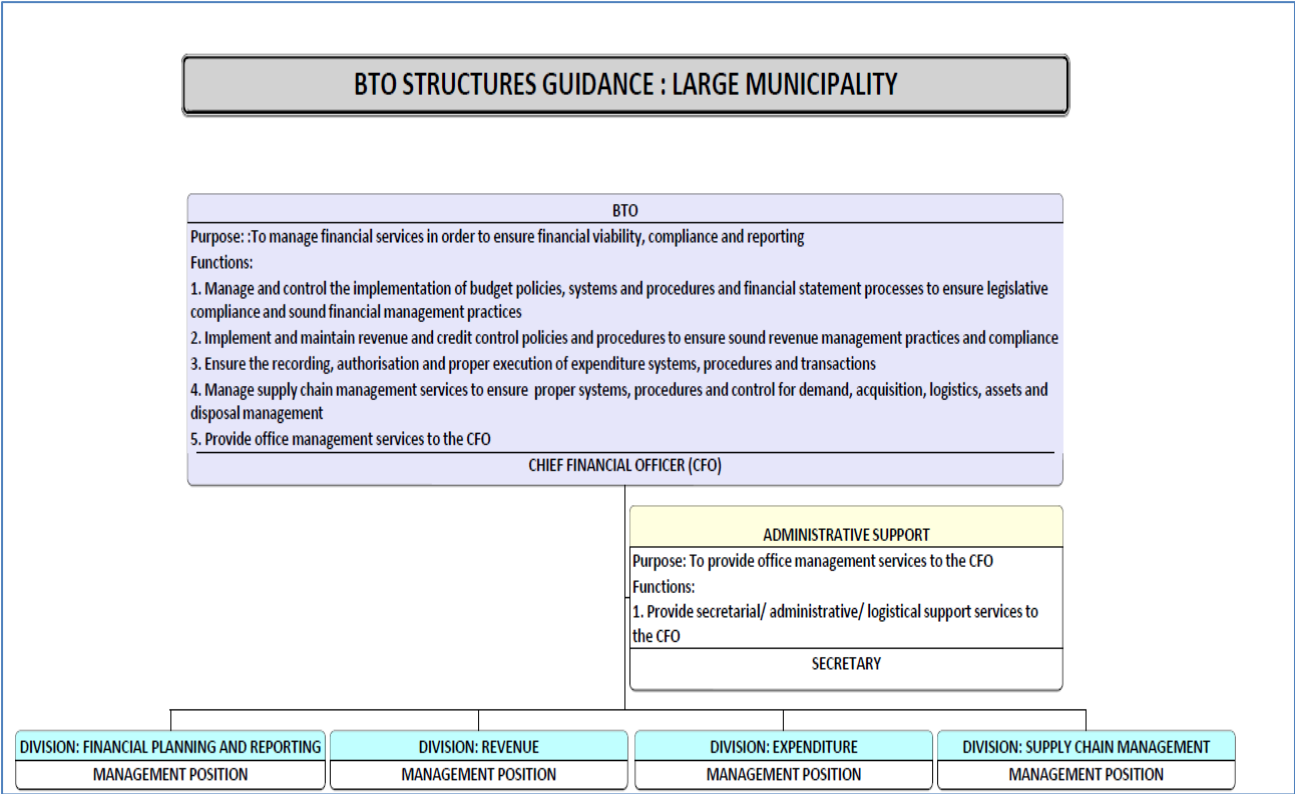 BTO STRUCTURES GUIDANCE : LARGE MUNICIPALITY
BTO
Purpose: :To manage financial services in order to ensure financial viability, compliance and reporting
Functions:
1. Manage and control the implementation of budget policies, systems and procedures and financial statement processes to ensure legislative
compliance and sound financial management practices
2. Implement and maintain revenue and credit control policies and procedures to ensure sound revenue management practices and compliance
3. Ensure the recording, authorisation and proper execution of expenditure systems, procedures and transactions
4. Manage supply chain management services to ensure proper systems, procedures and control for demand, acquisition, logistics, assets and
disposal management
5. Provide office management services to the CFO
CHIEF FINANCIAL OFFICER (CFO)
ADMINISTRATIVE SUPPORT
Purpose: To provide office management services to the CFO
Functions:
1. Provide secretarial/ administrative/ logistical support services to
the CFO
SECRETARY
DIVISION: FINANCIAL PLANNING AND REPORTING
MANAGEMENT POSITION
DIVISION: REVENUE
MANAGEMENT POSITION
DIVISION: EXPENDITURE
MANAGEMENT POSITION
DIVISION: SUPPLY CHAIN MANAGEMENT
MANAGEMENT POSITION